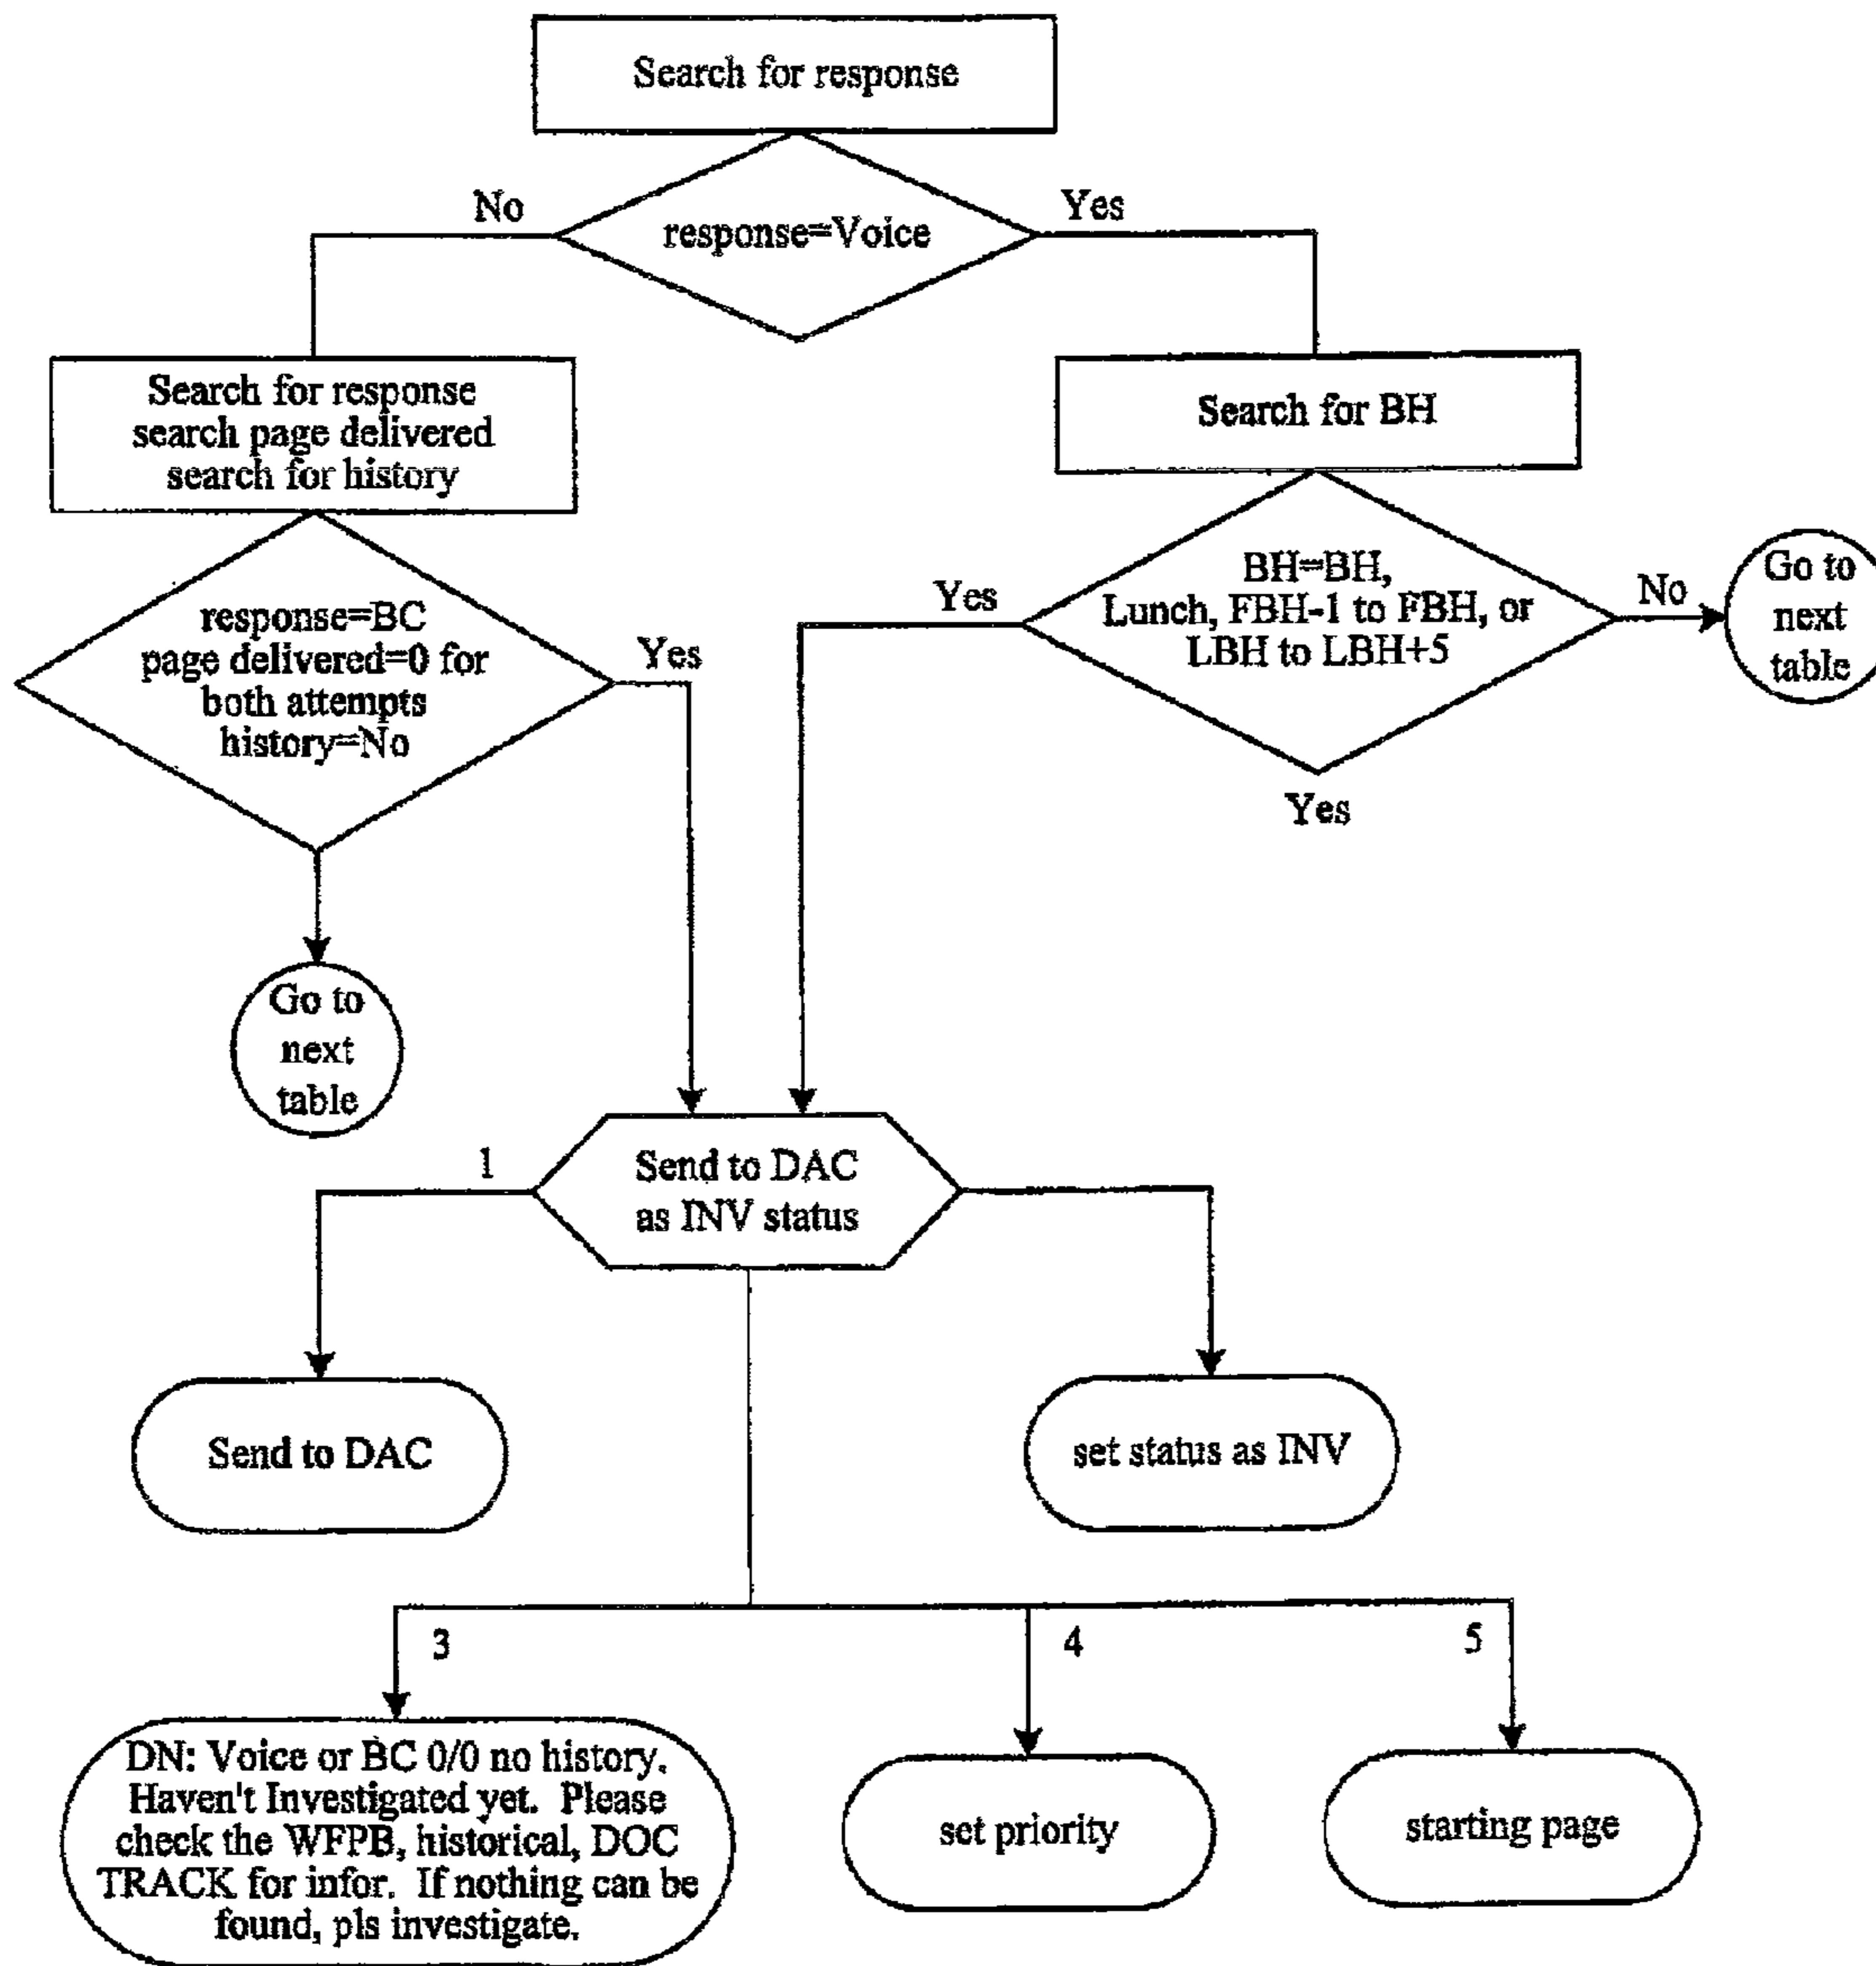 Search for response
No
response=Voice
Yes
Search for response
search page delivered
search for history
Search for BH
response=BC
page delivered=0 for
both attempts
history=No
Yes
Yes
BH=BH,
Lunch, FBH-1 to FBH, or
LBH to LBH+5
No
Go to
next
table
Yes
Go to
next
table
1
Send to DAC
as INV status
Send to DAC
set status as INV
3
4
5
DN: Voice or BC 0/0 no history.
Haven't Investigated yet. Please
check the WFPB, historical, DOC
TRACK for infor. If nothing can be
found, pls investigate.
set priority
starting page